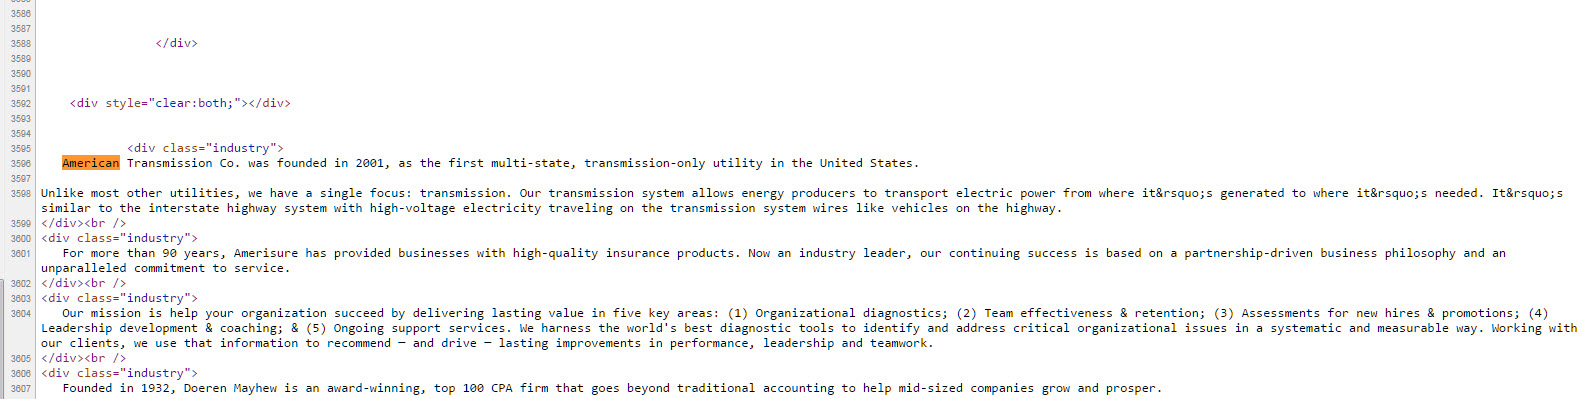 3586
3587
3588 </div>
3589
3590
3591
3592 <div style="clear:both;"></div>
3593
3594
3595 <div class="industry">
3596 American Transmission Co. was founded in 2001, as the first multi-state, transmission-only utility in the United States.
3597
3598 Unlike most other utilities, we have a single focus: transmission. Our transmission system allows energy producers to transport electric power from where it&rsquo;s generated to where it&rsquo;s needed. It&rsquo;s
similar to the interstate highway system with high-voltage electricity traveling on the transmission system wires like vehicles on the highway.
3599 </div><br />
3600 <div class="industry">
3601 For more than 90 years, Amerisure has provided businesses with high-quality insurance products. Now an industry leader, our continuing success is based on a partnership-driven business philosophy and an
unparalleled commitment to service.
3602 </div><br />
3603 <div class="industry">
3604 Our mission is help your organization succeed by delivering lasting value in five key areas: (1) Organizational diagnostics; (2) Team effectiveness & retention; (3) Assessments for new hires & promotions; (4)
Leadership development & coaching; & (5) Ongoing support services. We harness the world's best diagnostic tools to identify and address critical organizational issues in a systematic and measurable way. Working with
our clients, we use that information to recommend – and drive – lasting improvements in performance, leadership and teamwork.
3605 </div><br />
3606 <div class="industry">
3607 Founded in 1932, Doeren Mayhew is an award-winning, top 100 CPA firm that goes beyond traditional accounting to help mid-sized companies grow and prosper.